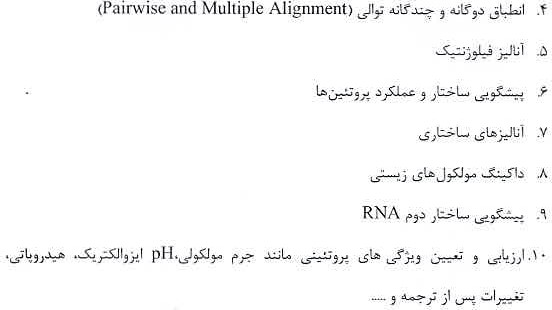 ۴. انطباق دوگانه و چندگانه توالی (Pairwise and Multiple Alignment)
۵. آنالیز فیلوژنتیک
۶. پیشگویی ساختار و عملکرد پروتئین‌ها
۷. آنالیزهای ساختاری
۸. داکینگ مولکول‌های زیستی
۹. پیشگویی ساختار دوم RNA
۱۰. ارزیابی و تعیین ویژگی های پروتئینی مانند جرم مولکولی، pH ایزوالکتریک، هیدروپاتی،
تغییرات پس از ترجمه و .....